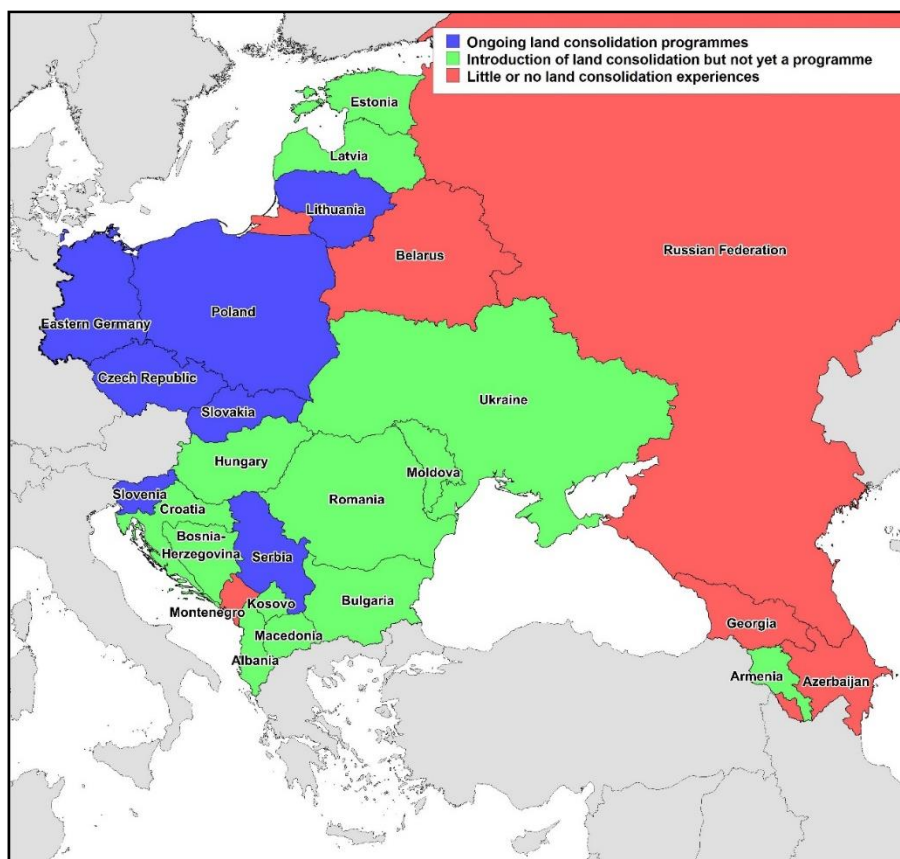 Ongoing land consolidation programmes
Introduction of land consolidation but not yet a programme
Little or no land consolidation experiences
Estonia
Latvia
Lithuania
Belarus
Russian Federation
Poland
Eastern Germany
Czech Republic
Slovakia
Ukraine
Hungary
Moldova
Slovenia
Romania
Croatia
Bosnia-
Herzegovina
Serbia
Montenegro
Kosovo
Bulgaria
Macedonia
Albania
Georgia
Armenia
Azerbaijan